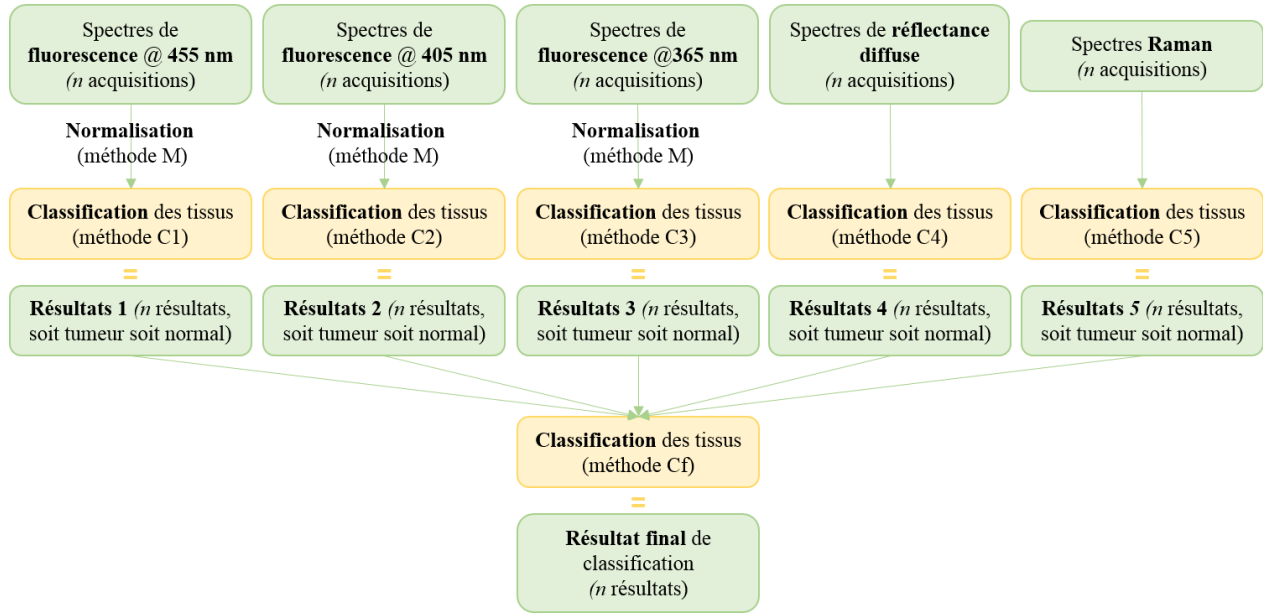 Spectres de
fluorescence @ 455 nm
(n acquisitions)
Spectres de
fluorescence @ 405 nm
(n acquisitions)
Spectres de
fluorescence @365 nm
(n acquisitions)
Spectres de réflectance
diffuse
(n acquisitions)
Spectres Raman
(n acquisitions)
Normalisation
(méthode M)
Normalisation
(méthode M)
Normalisation
(méthode M)
Classification des tissus
(méthode C1)
Classification des tissus
(méthode C2)
Classification des tissus
(méthode C3)
Classification des tissus
(méthode C4)
Classification des tissus
(méthode C5)
=
=
=
=
=
Résultats 1 (n résultats,
soit tumeur soit normal)
Résultats 2 (n résultats,
soit tumeur soit normal)
Résultats 3 (n résultats,
soit tumeur soit normal)
Résultats 4 (n résultats,
soit tumeur soit normal)
Résultats 5 (n résultats,
soit tumeur soit normal)
Classification des tissus
(méthode Cf)
=
Résultat final de
classification
(n résultats)